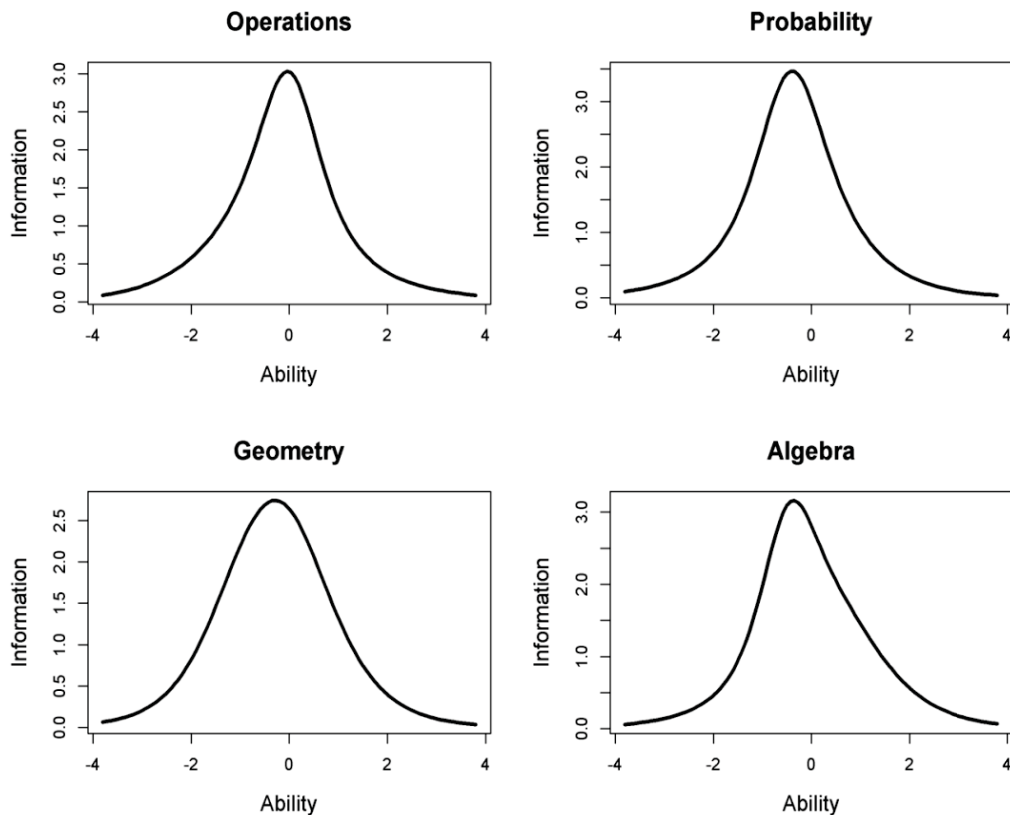 Operations
Information
0.0 0.5 1.0 1.5 2.0 2.5 3.0
-4 -2 0 2 4
Ability
Probability
Information
0.0 1.0 2.0 3.0
-4 -2 0 2 4
Ability
Geometry
Information
0.0 0.5 1.0 1.5 2.0 2.5
-4 -2 0 2 4
Ability
Algebra
Information
0.0 1.0 2.0 3.0
-4 -2 0 2 4
Ability